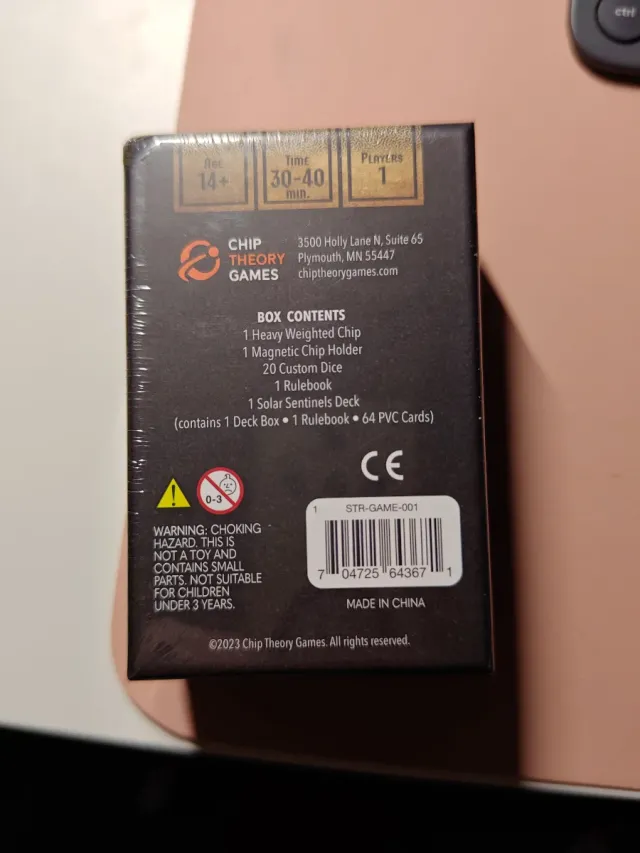 ctrl
Age
14+
Time
30-40
min.
Players
1
CHIP
THEORY
GAMES
3500 Holly Lane N, Suite 65
Plymouth, MN 55447
chiptheorygames.com
BOX CONTENTS
1 Heavy Weighted Chip
1 Magnetic Chip Holder
20 Custom Dice
1 Rulebook
1 Solar Sentinels Deck
(contains 1 Deck Box • 1 Rulebook • 64 PVC Cards)
CE
0-3
WARNING: CHOKING
HAZARD. THIS IS
NOT A TOY AND
CONTAINS SMALL
PARTS. NOT SUITABLE
FOR CHILDREN
UNDER 3 YEARS.
1 STR-GAME-001
7 04725 64367 1
MADE IN CHINA
©2023 Chip Theory Games. All rights reserved.